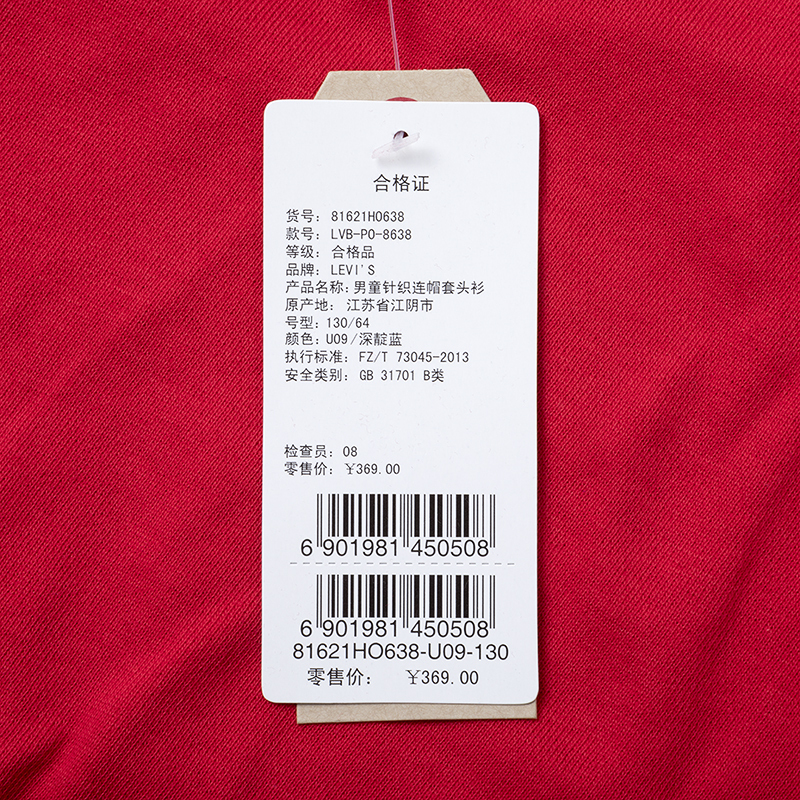 合格证
货号: 81621HO638
款号: LVB-PO-8638
等级: 合格品
品牌: LEVI'S
产品名称: 男童针织连帽套头衫
原产地: 江苏省江阴市
号型: 130/64
颜色: U09/深靛蓝
执行标准: FZ/T 73045-2013
安全类别: GB 31701 B类
检查员: 08
零售价: ¥369.00
6 901981 450508
6 901981 450508
81621HO638-U09-130
零售价: ¥369.00